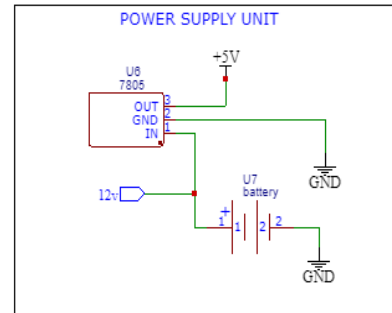 POWER SUPPLY UNIT
+5V
U6
7805
OUT 3
GND 2
IN 1
GND
12v
U7
battery
+
1 1 2 2
GND